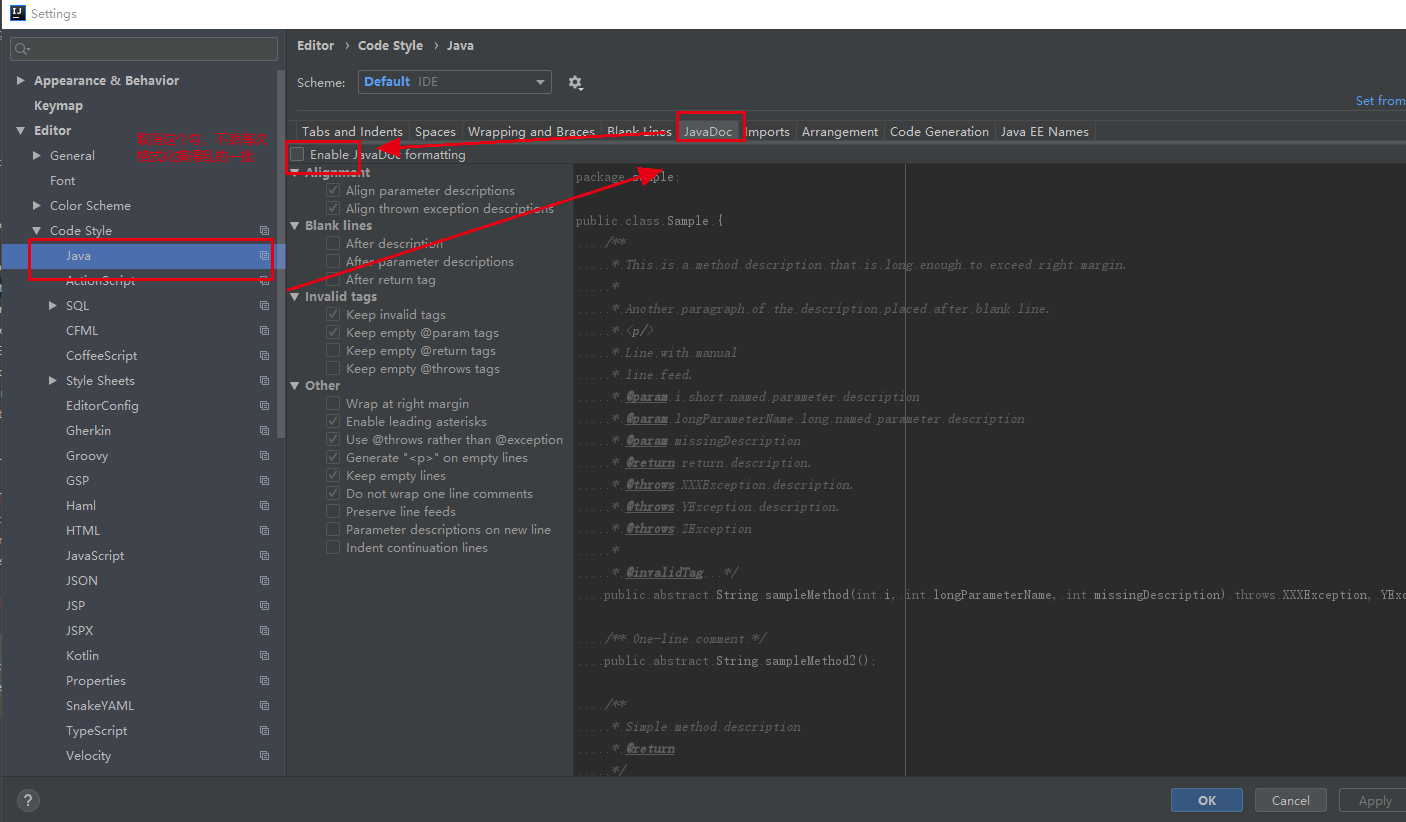 Settings
Editor › Code Style › Java
Appearance & Behavior
Keymap
Editor
General
Font
Color Scheme
Code Style
Java
ActionScript
SQL
CFML
CoffeeScript
Style Sheets
EditorConfig
Gherkin
Groovy
GSP
Haml
HTML
JavaScript
JSON
JSP
JSPX
Kotlin
Properties
SnakeYAML
TypeScript
Velocity
Scheme: Default IDE
Set from
Tabs and Indents Spaces Wrapping and Braces Blank Lines JavaDoc Imports Arrangement Code Generation Java EE Names
Enable JavaDoc formatting
Alignment
Align parameter descriptions
Align thrown exception descriptions
Blank lines
After description
After parameter descriptions
After return tag
Invalid tags
Keep invalid tags
Keep empty @param tags
Keep empty @return tags
Keep empty @throws tags
Other
Wrap at right margin
Enable leading asterisks
Use @throws rather than @exception
Generate "<p>" on empty lines
Keep empty lines
Do not wrap one line comments
Preserve line feeds
Parameter descriptions on new line
Indent continuation lines
package.sample;
public.class.Sample.{
..../**
.....*.This.is.a.method.description.that.is.long.enough.to.exceed.right.margin.
.....*
.....*.Another.paragraph.of.the.description.placed.after.blank.line.
.....*.<p/>
.....*.Line.with.manual
.....*.line.feed.
.....*.@param.i.short.named.parameter.description
.....*.@param.longParameterName.long.named.parameter.description
.....*.@param.missingDescription
.....*.@return.return.description.
.....*.@throws.XXXException.description.
.....*.@throws.YException.description.
.....*.@throws.ZException
.....*
.....*.@invalidTag...*/
....public.abstract.String.sampleMethod(int.i,.int.longParameterName,.int.missingDescription).throws.XXXException,.YExc
..../**.One-line.comment.*/
....public.abstract.String.sampleMethod2();
..../**
.....*.Simple.method.description
.....*.@return
.....*/
?
OK Cancel Apply